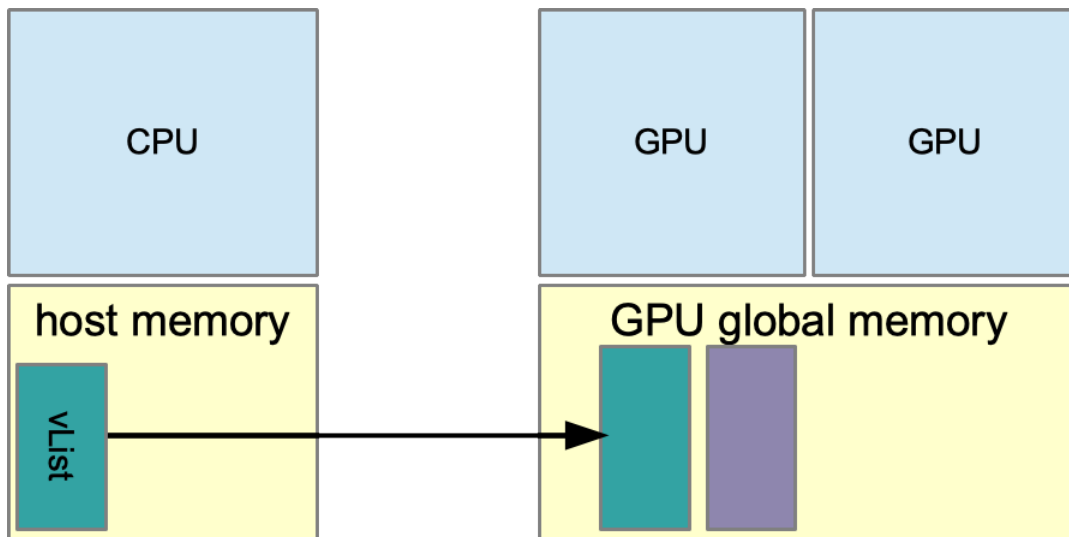 CPU
GPU
GPU
host memory
GPU global memory
vList